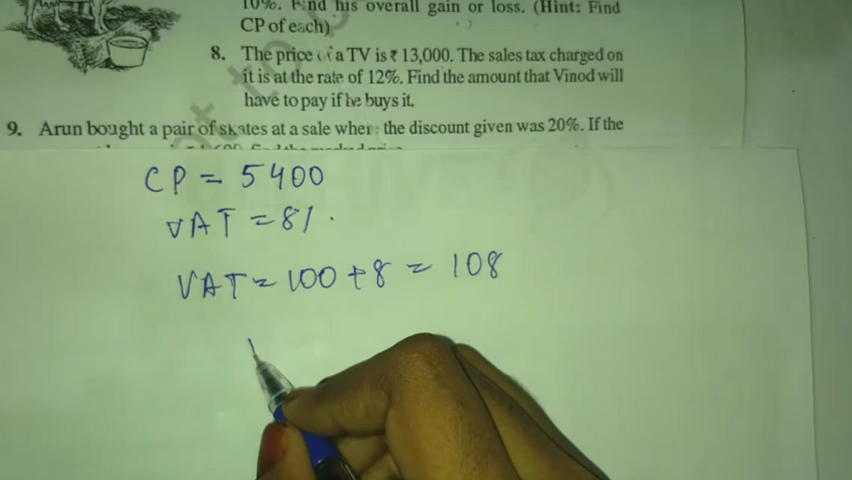 10%. Find his overall gain or loss. (Hint: Find
CP of each)
8. The price of a TV is ₹ 13,000. The sales tax charged on
it is at the rate of 12%. Find the amount that Vinod will
have to pay if he buys it.
9. Arun bought a pair of skates at a sale where the discount given was 20%. If the
CP = 5400
VAT = 8%.
VAT = 100 + 8 = 108